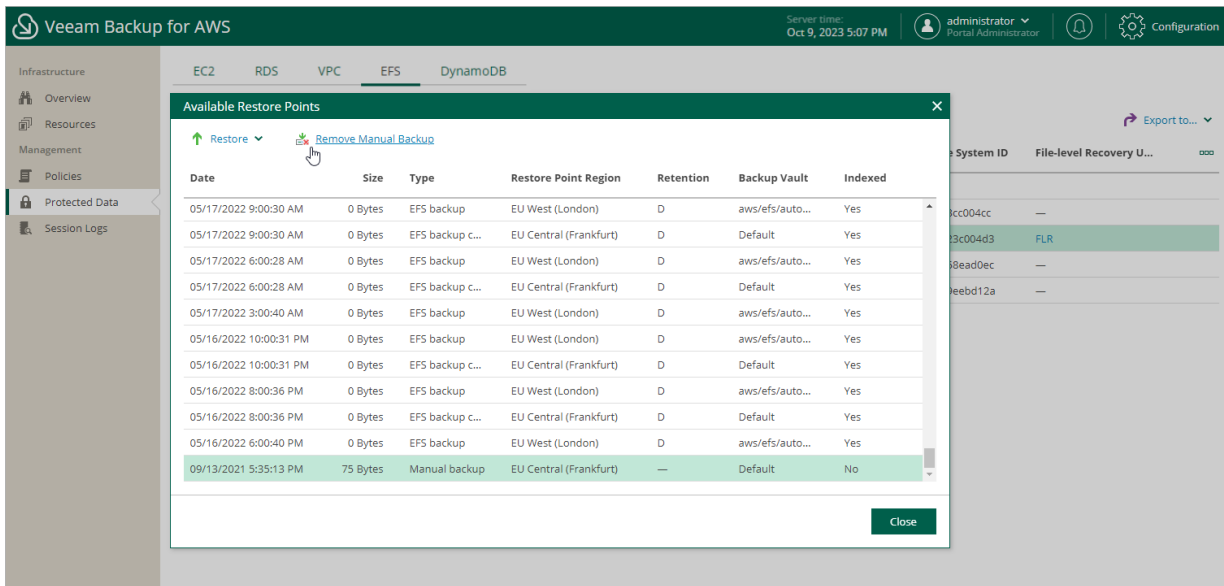 Veeam Backup for AWS
Server time:
Oct 9, 2023 5:07 PM
administrator
Portal Administrator
Configuration
Infrastructure
Overview
Resources
Management
Policies
Protected Data
Session Logs
EC2 RDS VPC EFS DynamoDB
Export to...
Available Restore Points
Restore Remove Manual Backup
System ID File-level Recovery U...
Date Size Type Restore Point Region Retention Backup Vault Indexed
05/17/2022 9:00:30 AM 0 Bytes EFS backup EU West (London) D aws/efs/auto... Yes
05/17/2022 9:00:30 AM 0 Bytes EFS backup c... EU Central (Frankfurt) D Default Yes
05/17/2022 6:00:28 AM 0 Bytes EFS backup EU West (London) D aws/efs/auto... Yes
05/17/2022 6:00:28 AM 0 Bytes EFS backup c... EU Central (Frankfurt) D Default Yes
05/17/2022 3:00:40 AM 0 Bytes EFS backup EU West (London) D aws/efs/auto... Yes
05/16/2022 10:00:31 PM 0 Bytes EFS backup EU West (London) D aws/efs/auto... Yes
05/16/2022 10:00:31 PM 0 Bytes EFS backup c... EU Central (Frankfurt) D Default Yes
05/16/2022 8:00:36 PM 0 Bytes EFS backup EU West (London) D aws/efs/auto... Yes
05/16/2022 8:00:36 PM 0 Bytes EFS backup c... EU Central (Frankfurt) D Default Yes
05/16/2022 6:00:40 PM 0 Bytes EFS backup EU West (London) D aws/efs/auto... Yes
09/13/2021 5:35:13 PM 75 Bytes Manual backup EU Central (Frankfurt) — Default No
cc004cc —
23c004d3 FLR
8ead0ec —
eebd12a —
Close